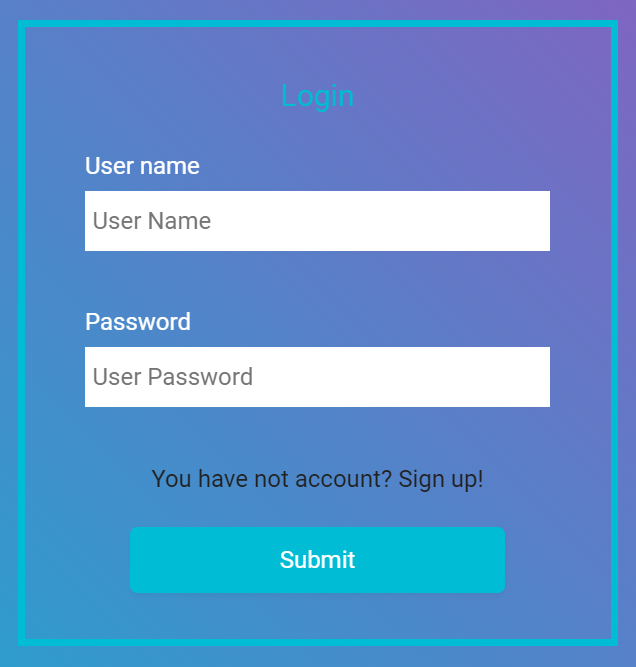 Login
User name
User Name
Password
User Password
You have not account? Sign up!
Submit